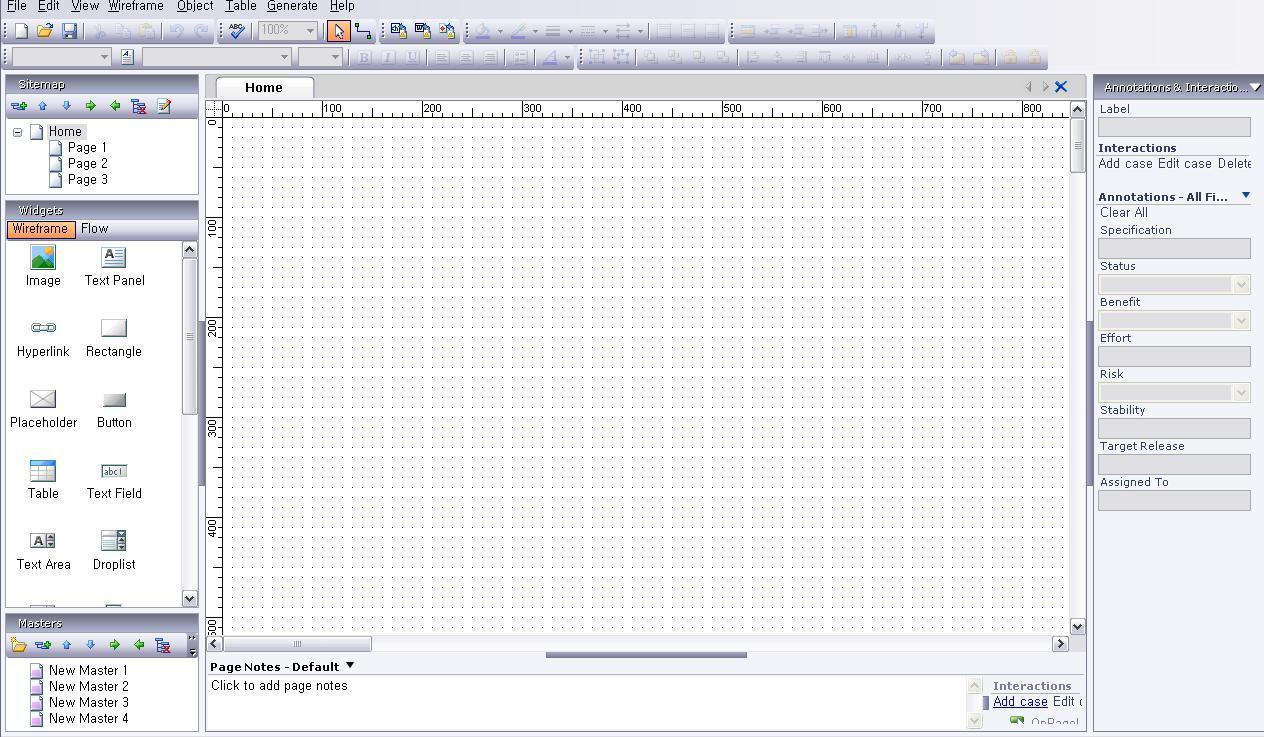 File Edit View Wireframe Object Table Generate Help
ABC 100%
A
B I U A
Sitemap
Home
Page 1
Page 2
Page 3
Widgets
Wireframe Flow
Image Text Panel
Hyperlink Rectangle
Placeholder Button
abc I
Table Text Field
Text Area Droplist
Masters
New Master 1
New Master 2
New Master 3
New Master 4
Home
0 100 200 300 400 500 600 700 800
0
100
200
300
400
500
Page Notes - Default
Click to add page notes
Interactions
Add case Edit c
OnPageL
Annotations & Interactio...
Label
Interactions
Add case Edit case Delete
Annotations - All Fi...
Clear All
Specification
Status
Benefit
Effort
Risk
Stability
Target Release
Assigned To